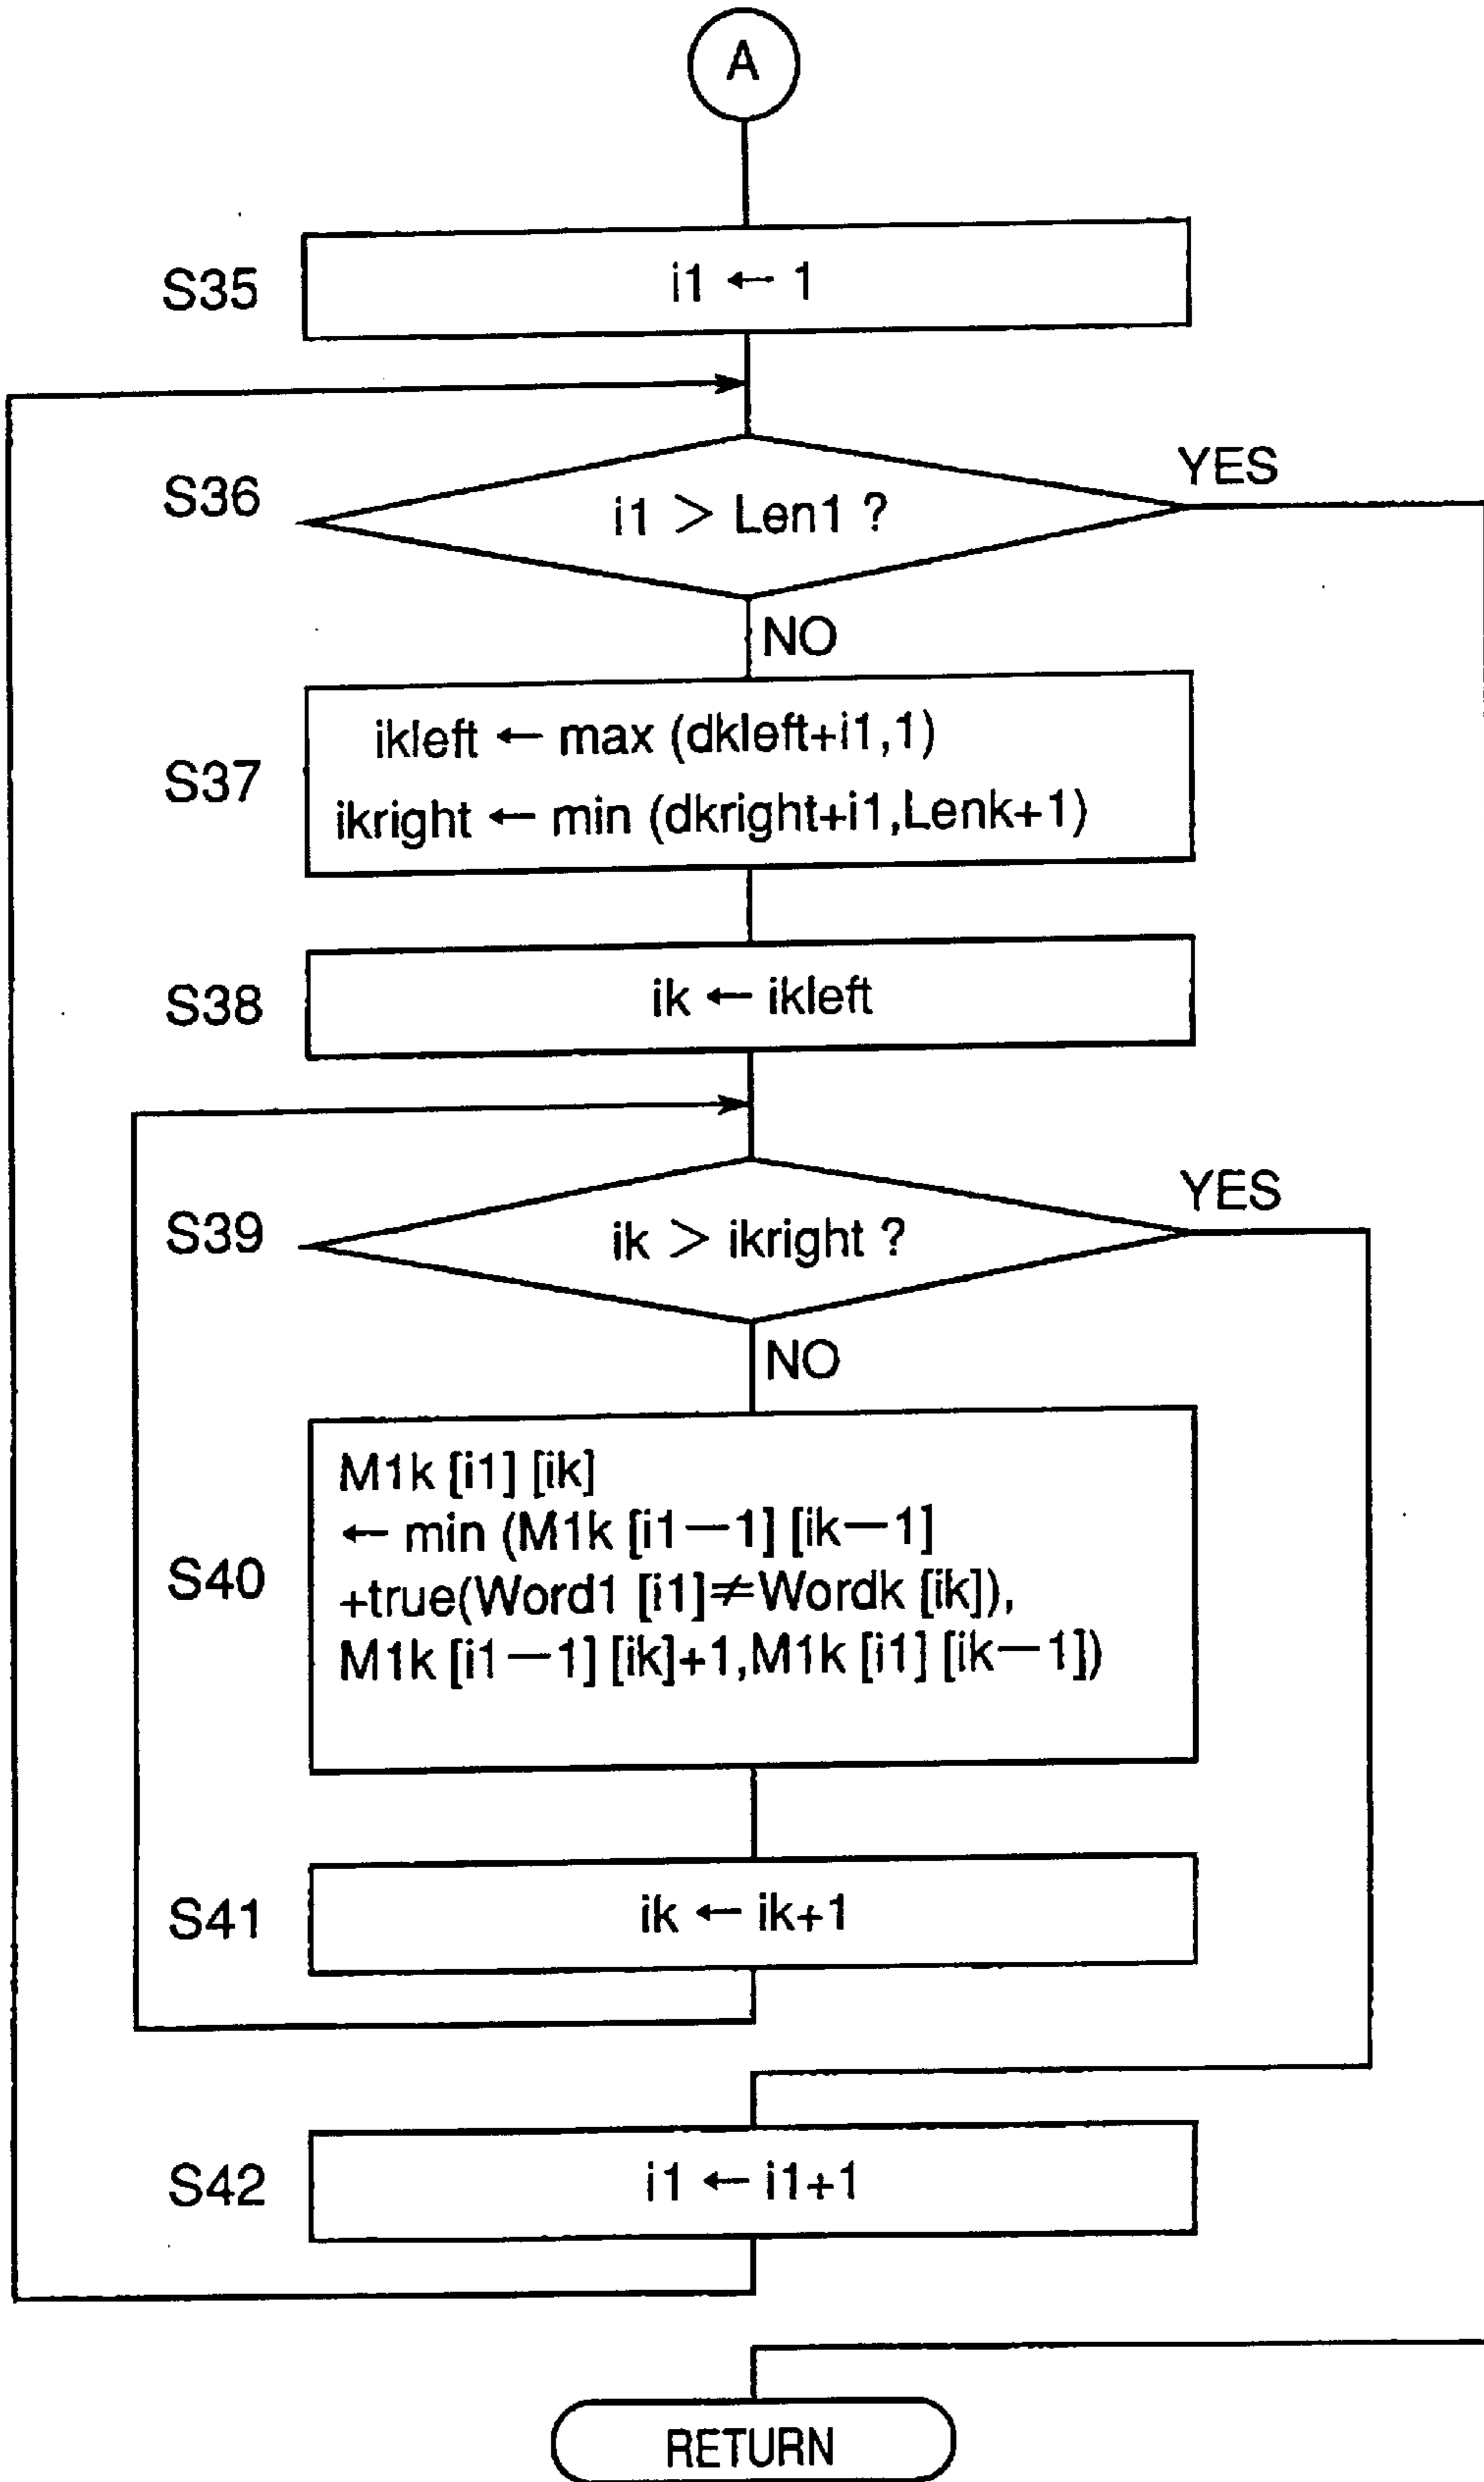 A
S35
i1 ← 1
S36
i1 > Len1 ?
YES
NO
S37
ikleft ← max (dkleft+i1,1)
ikright ← min (dkright+i1,Lenk+1)
S38
ik ← ikleft
S39
ik > ikright ?
YES
NO
S40
M1k [i1] [ik]
← min (M1k [i1—1] [ik—1]
+true(Word1 [i1]≠Wordk [ik]),
M1k [i1—1] [ik]+1,M1k [i1] [ik—1])
S41
ik ← ik+1
S42
i1 ← i1+1
RETURN